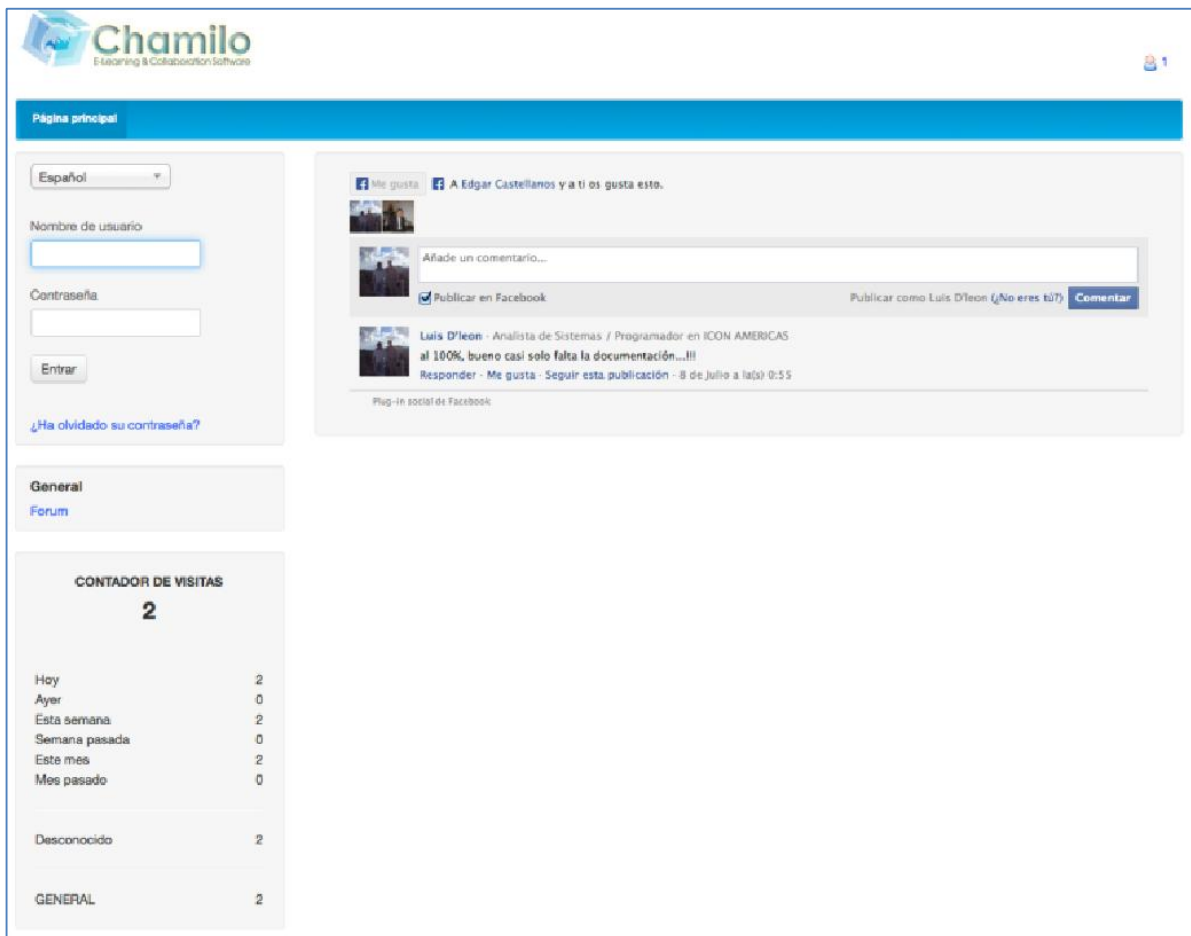 Chamilo
E-Learning & Collaboration Software
1
Página principal
Español
Nombre de usuario
Contraseña
Entrar
¿Ha olvidado su contraseña?
General
Forum
CONTADOR DE VISITAS
2
Hoy 2
Ayer 0
Esta semana 2
Semana pasada 0
Este mes 2
Mes pasado 0
Desconocido 2
GENERAL 2
Me gusta A Edgar Castellanos y a ti os gusta esto.
Añade un comentario...
Publicar en Facebook Publicar como Luis D'leon (¿No eres tú?) Comentar
Luis D'leon - Analista de Sistemas / Programador en ICON AMERICAS
al 100%, bueno casi solo falta la documentación...!!!
Responder · Me gusta · Seguir esta publicación · 8 de julio a la(s) 0:55
Plug-in social de Facebook